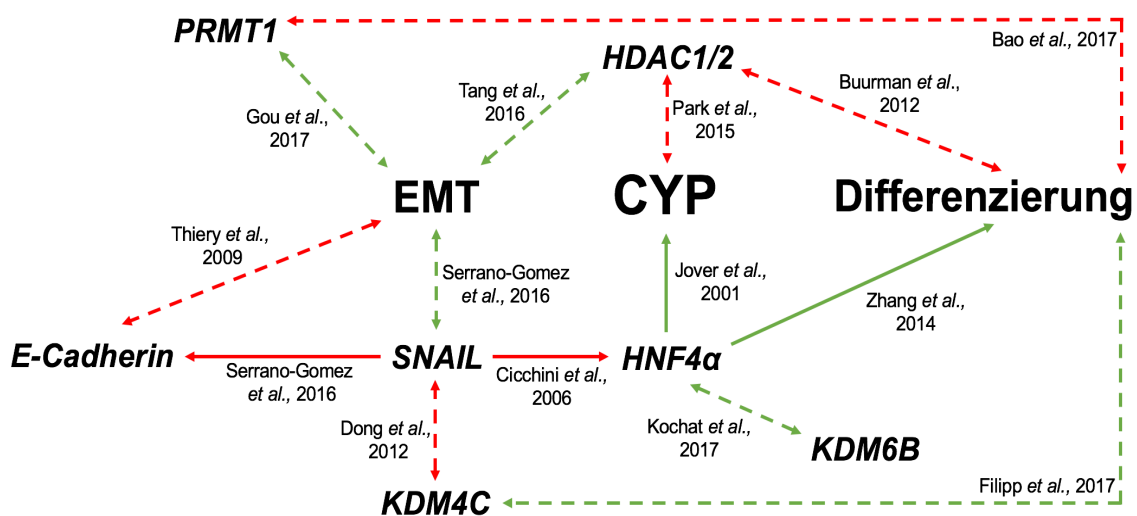 PRMT1
Bao et al., 2017
HDAC1/2
Tang et al.,
2016
Buurman et al.,
2012
Gou et al.,
2017
Park et al.,
2015
EMT
CYP
Differenzierung
Thiery et al.,
2009
Serrano-Gomez
et al., 2016
Jover et al.,
2001
Zhang et al.,
2014
E-Cadherin
SNAIL
HNF4α
Serrano-Gomez
et al., 2016
Cicchini et al.,
2006
Dong et al.,
2012
Kochat et al.,
2017
KDM6B
KDM4C
Filipp et al., 2017